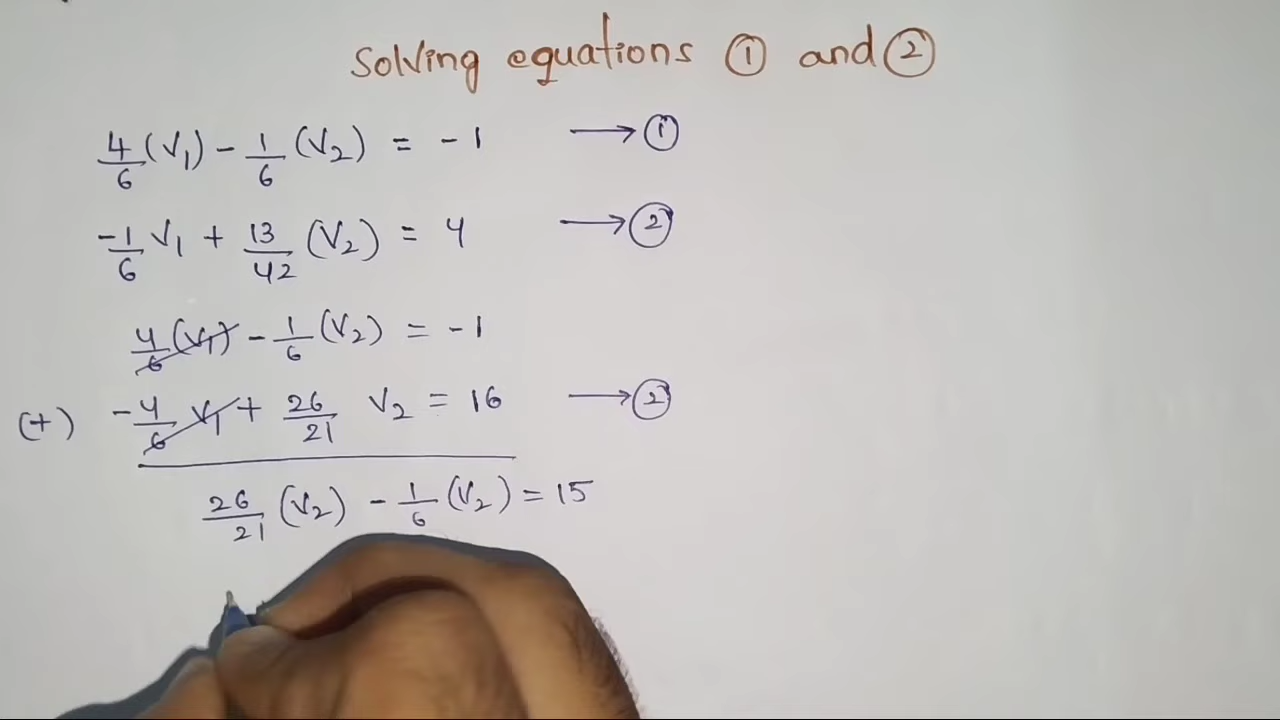 Solving equations ① and ②
4/6 (V₁) - 1/6 (V₂) = -1 → ①
-1/6 V₁ + 13/42 (V₂) = 4 → ②
4/6 (V₁) - 1/6 (V₂) = -1
(+) -4/6 V₁ + 26/21 V₂ = 16 → ②
26/21 (V₂) - 1/6 (V₂) = 15